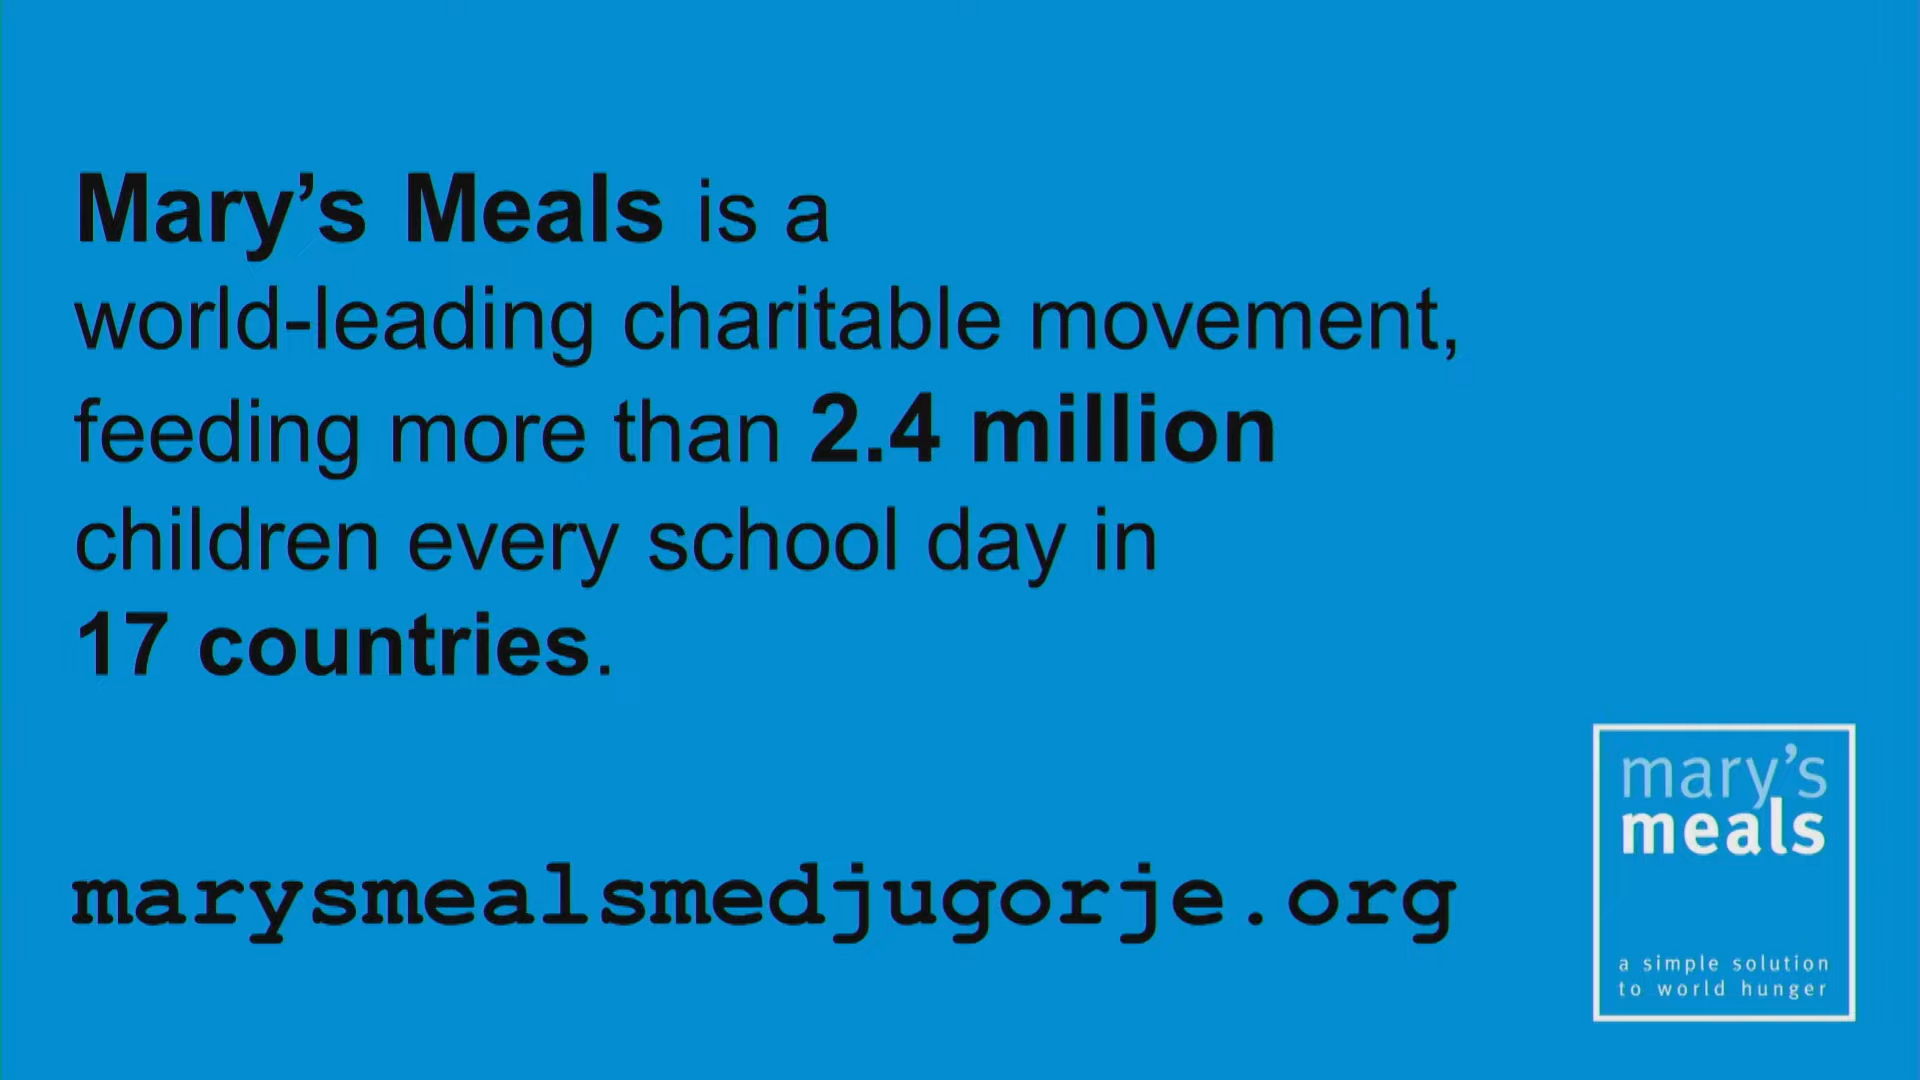 Mary’s Meals is a
world-leading charitable movement,
feeding more than 2.4 million
children every school day in
17 countries.
marysmealsmedjugorje.org
mary’s
meals
a simple solution
to world hunger